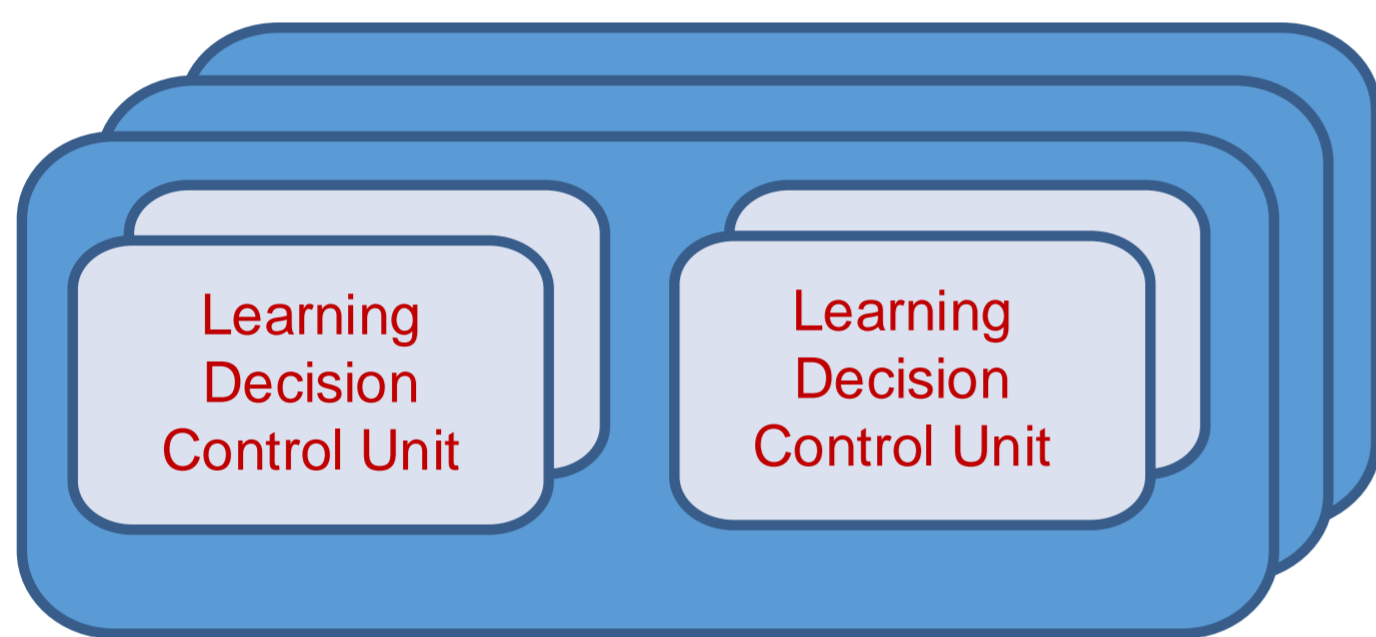 Learning
Decision
Control Unit
Learning
Decision
Control Unit